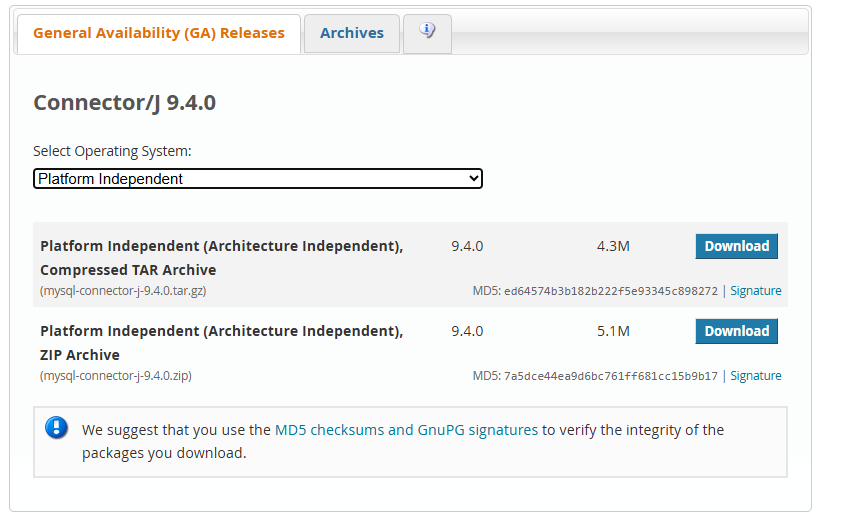 General Availability (GA) Releases
Archives
Connector/J 9.4.0
Select Operating System:
Platform Independent
Platform Independent (Architecture Independent), 9.4.0 4.3M Download
Compressed TAR Archive
(mysql-connector-j-9.4.0.tar.gz) MD5: ed64574b3b182b222f5e93345c898272 | Signature
Platform Independent (Architecture Independent), 9.4.0 5.1M Download
ZIP Archive
(mysql-connector-j-9.4.0.zip) MD5: 7a5dce44ea9d6bc761ff681cc15b9b17 | Signature
We suggest that you use the MD5 checksums and GnuPG signatures to verify the integrity of the
packages you download.